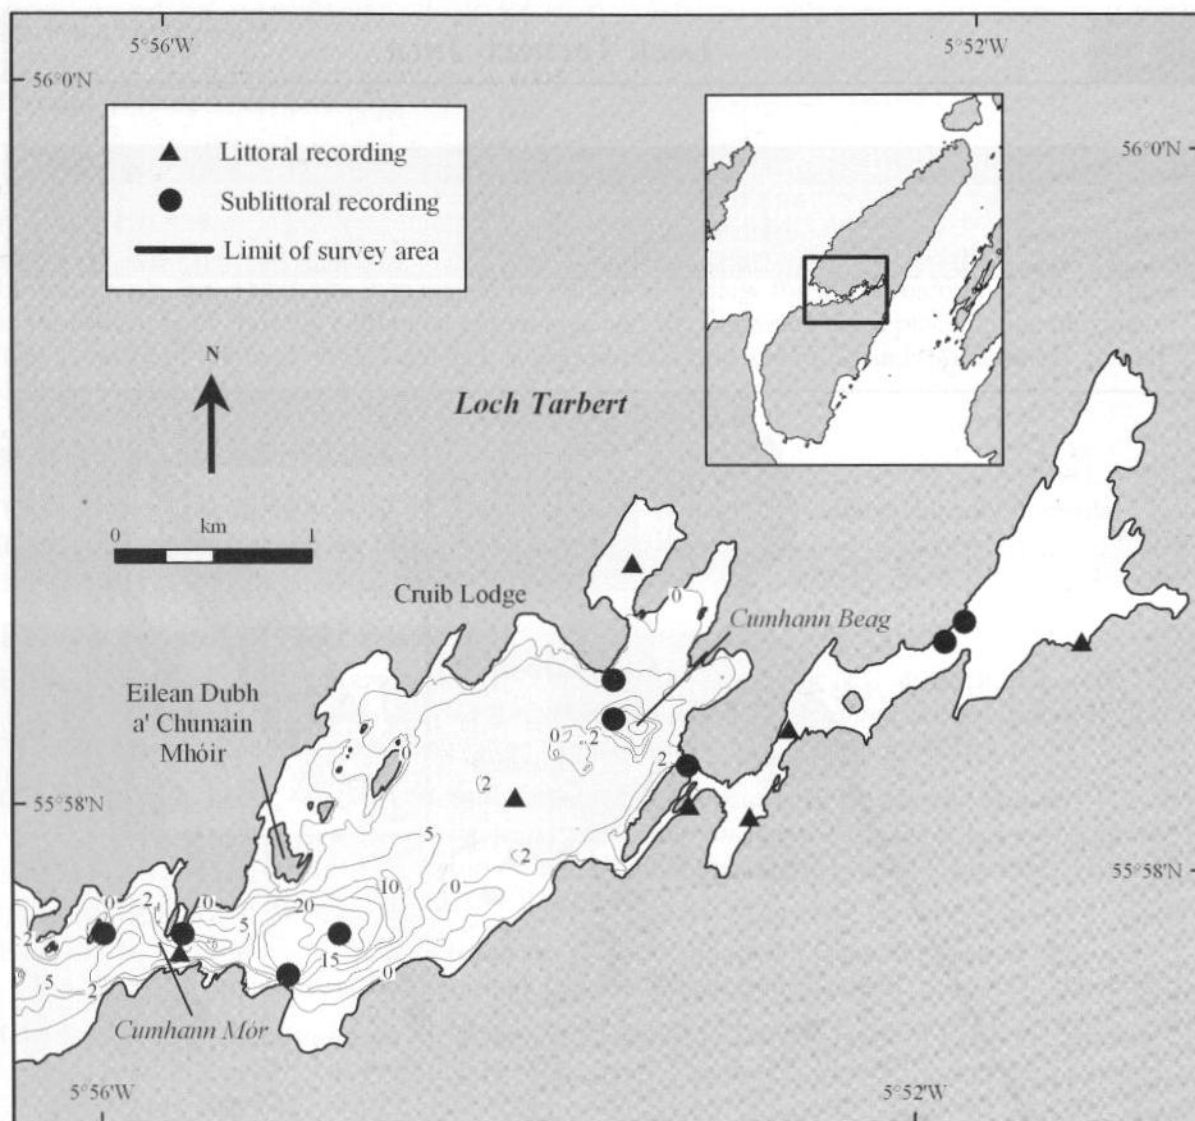 5°56'W
5°52'W
56°0'N
56°0'N
Littoral recording
Sublittoral recording
Limit of survey area
N
Loch Tarbert
0 km 1
Cruib Lodge
0
Cumhann Beag
Eilean Dubh
a' Chumain
Mhóir
0 2
0
2
2
55°58'N
5
2
55°58'N
10
0
20
0 2 0
5
2
15
0
5
2
Cumhann Mór
5°56'W
5°52'W